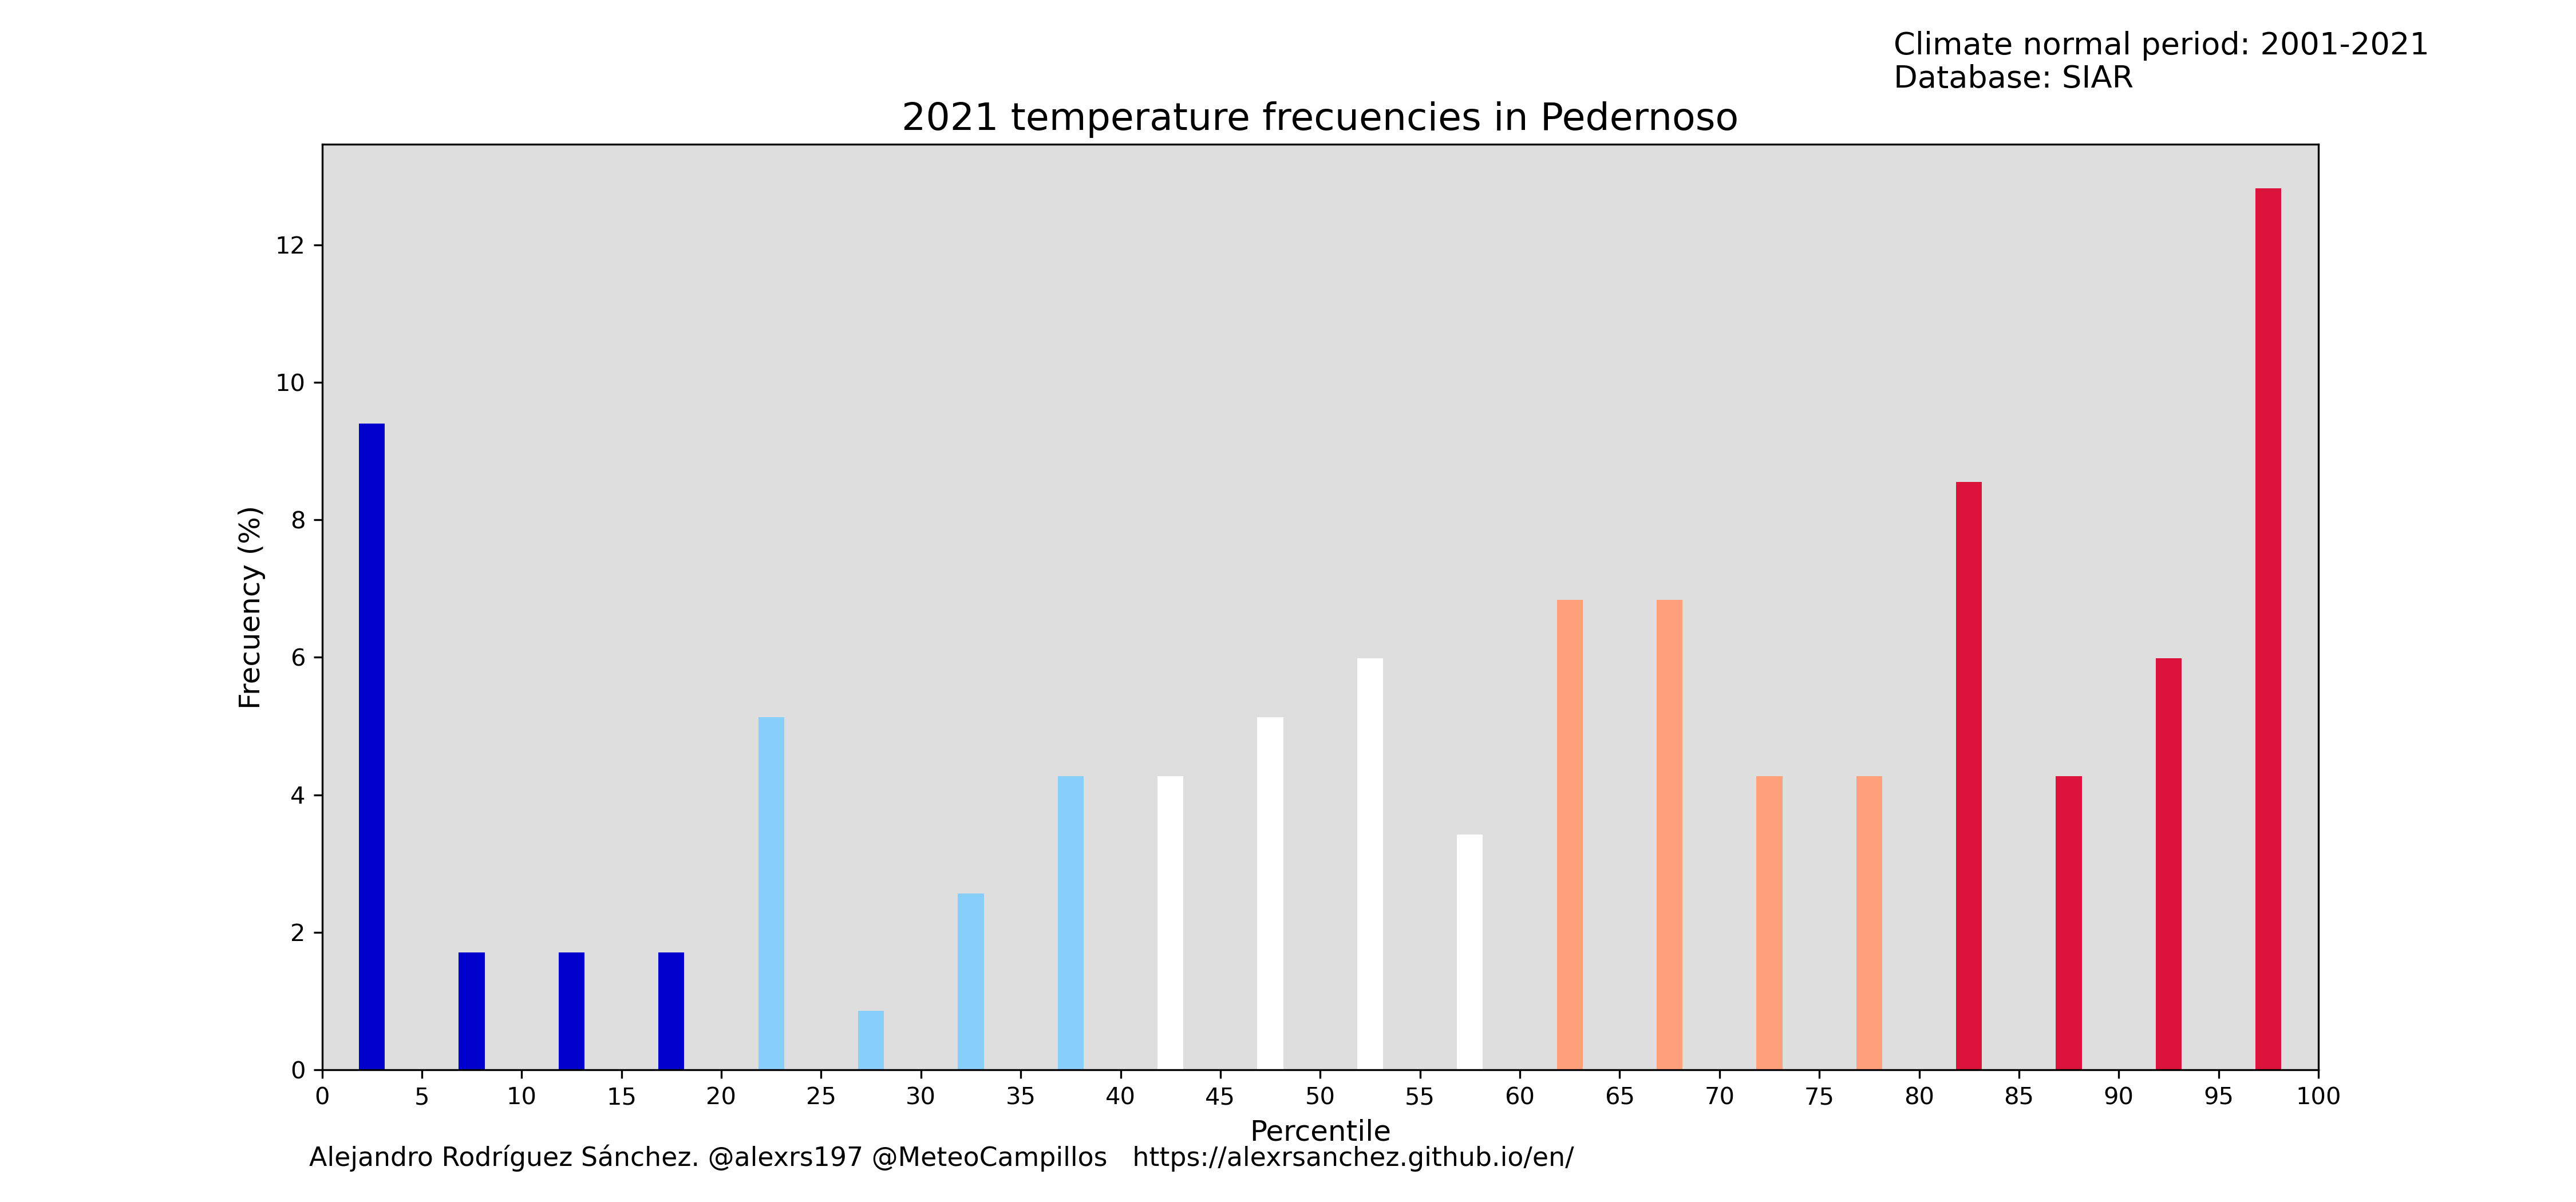 Climate normal period: 2001-2021
Database: SIAR
2021 temperature frecuencies in Pedernoso
12
10
8
6
4
2
0
Frecuency (%)
0 5 10 15 20 25 30 35 40 45 50 55 60 65 70 75 80 85 90 95 100
Percentile
Alejandro Rodríguez Sánchez. @alexrs197 @MeteoCampillos https://alexrsanchez.github.io/en/